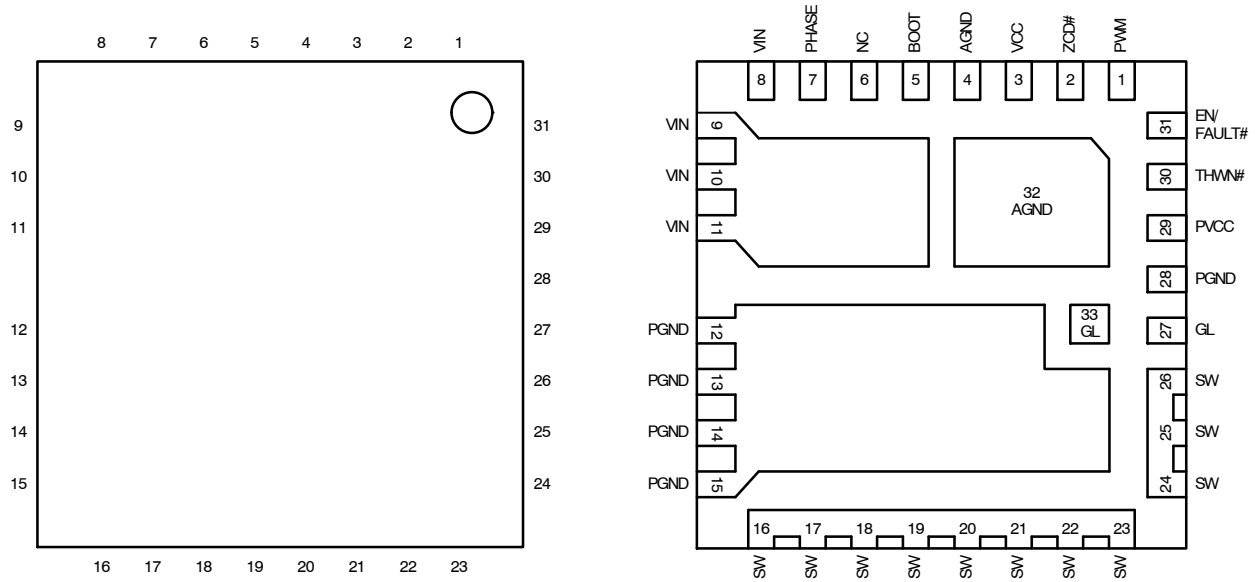 8 7 6 5 4 3 2 1
9
10
11
12
13
14
15
31
30
29
28
27
26
25
24
16 17 18 19 20 21 22 23
VIN PHASE NC BOOT AGND VCC ZCD# PWM
8 7 6 5 4 3 2 1
VIN 9
VIN 10
VIN 11
PGND 12
PGND 13
PGND 14
PGND 15
32
AGND
33
GL
31 EN/
FAULT#
30 THWN#
29 PVCC
28 PGND
27 GL
26 SW
25 SW
24 SW
16 17 18 19 20 21 22 23
SW SW SW SW SW SW SW SW